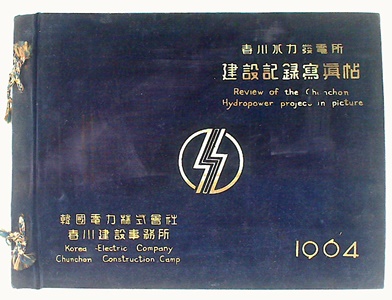 春川水力發電所
建設記録寫眞帖
Review of the Chunchon
Hydropower project in picture
韓國電力株式會社
春川建設事務所
Korea Electric Company
Chunchon Construction Camp
1964